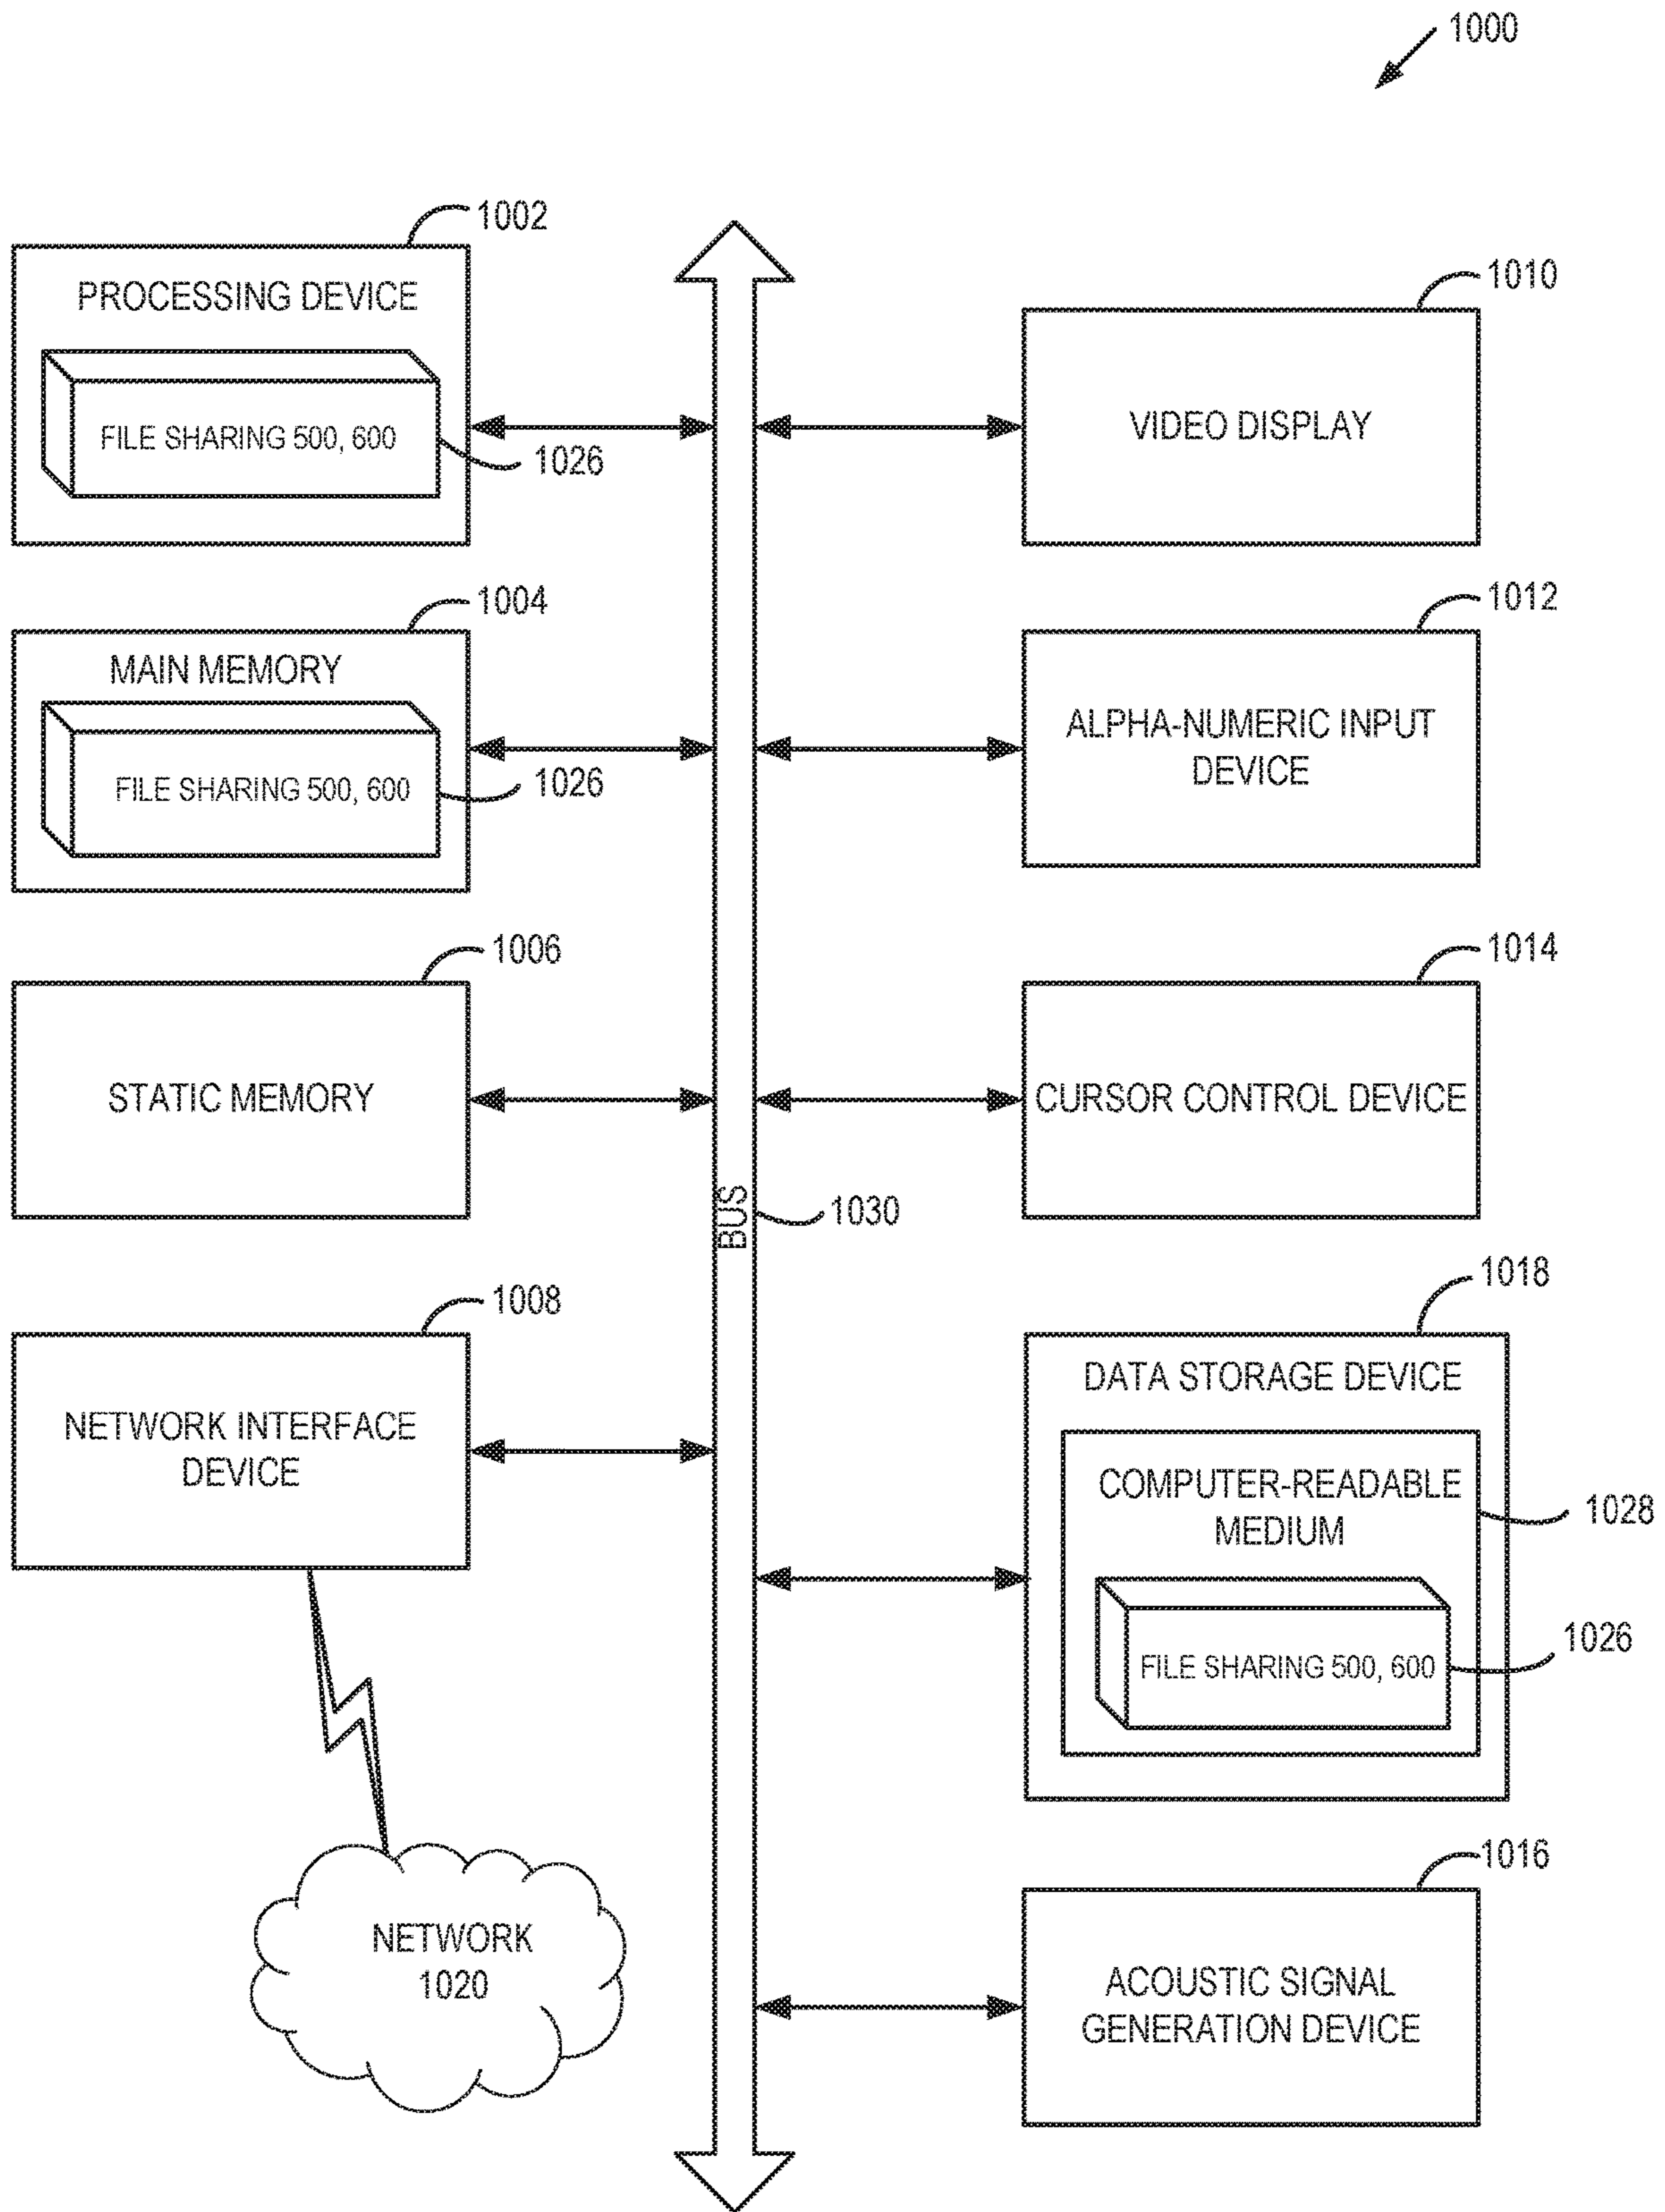 1000
1002
PROCESSING DEVICE
FILE SHARING 500, 600
1026
1004
MAIN MEMORY
FILE SHARING 500, 600
1026
1006
STATIC MEMORY
1008
NETWORK INTERFACE
DEVICE
NETWORK
1020
BUS
1030
1010
VIDEO DISPLAY
1012
ALPHA-NUMERIC INPUT
DEVICE
1014
CURSOR CONTROL DEVICE
1018
DATA STORAGE DEVICE
COMPUTER-READABLE
MEDIUM
1028
FILE SHARING 500, 600
1026
1016
ACOUSTIC SIGNAL
GENERATION DEVICE